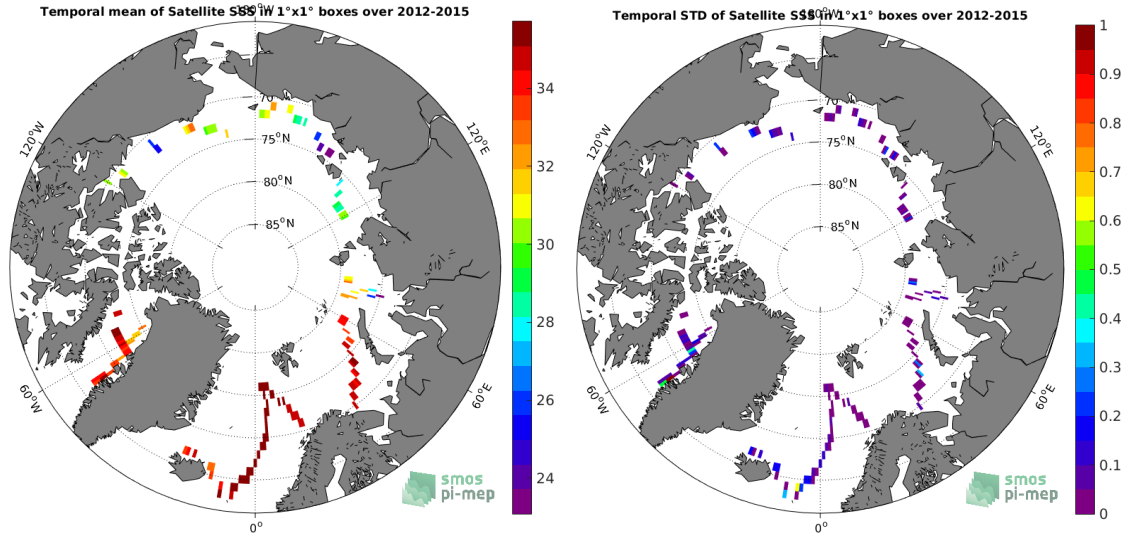 Temporal mean of Satellite SSS in 1°x1° boxes over 2012-2015
180°W
120°W
120°E
60°W
60°E
0°
70
75°N
80°N
85°N
34
32
30
28
26
24
smos
pi-mep
Temporal STD of Satellite SSS in 1°x1° boxes over 2012-2015
180°W
120°W
120°E
60°W
60°E
0°
70
75°N
80°N
85°N
1
0.9
0.8
0.7
0.6
0.5
0.4
0.3
0.2
0.1
0
smos
pi-mep